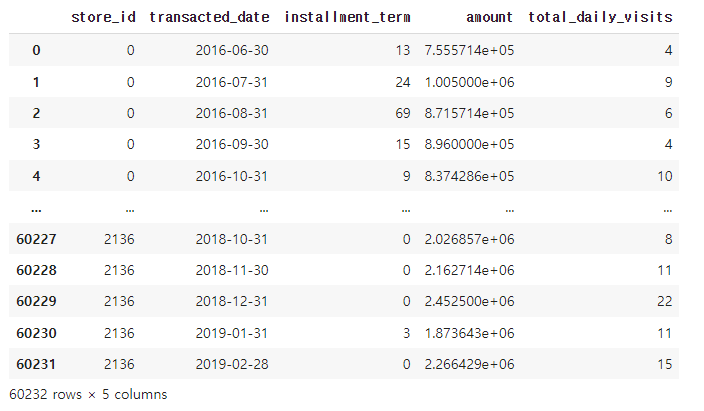 store_id transacted_date installment_term amount total_daily_visits
0 0 2016-06-30 13 7.555714e+05 4
1 0 2016-07-31 24 1.005000e+06 9
2 0 2016-08-31 69 8.715714e+05 6
3 0 2016-09-30 15 8.960000e+05 4
4 0 2016-10-31 9 8.374286e+05 10
... ... ... ... ... ...
60227 2136 2018-10-31 0 2.026857e+06 8
60228 2136 2018-11-30 0 2.162714e+06 11
60229 2136 2018-12-31 0 2.452500e+06 22
60230 2136 2019-01-31 3 1.873643e+06 11
60231 2136 2019-02-28 0 2.266429e+06 15
60232 rows × 5 columns